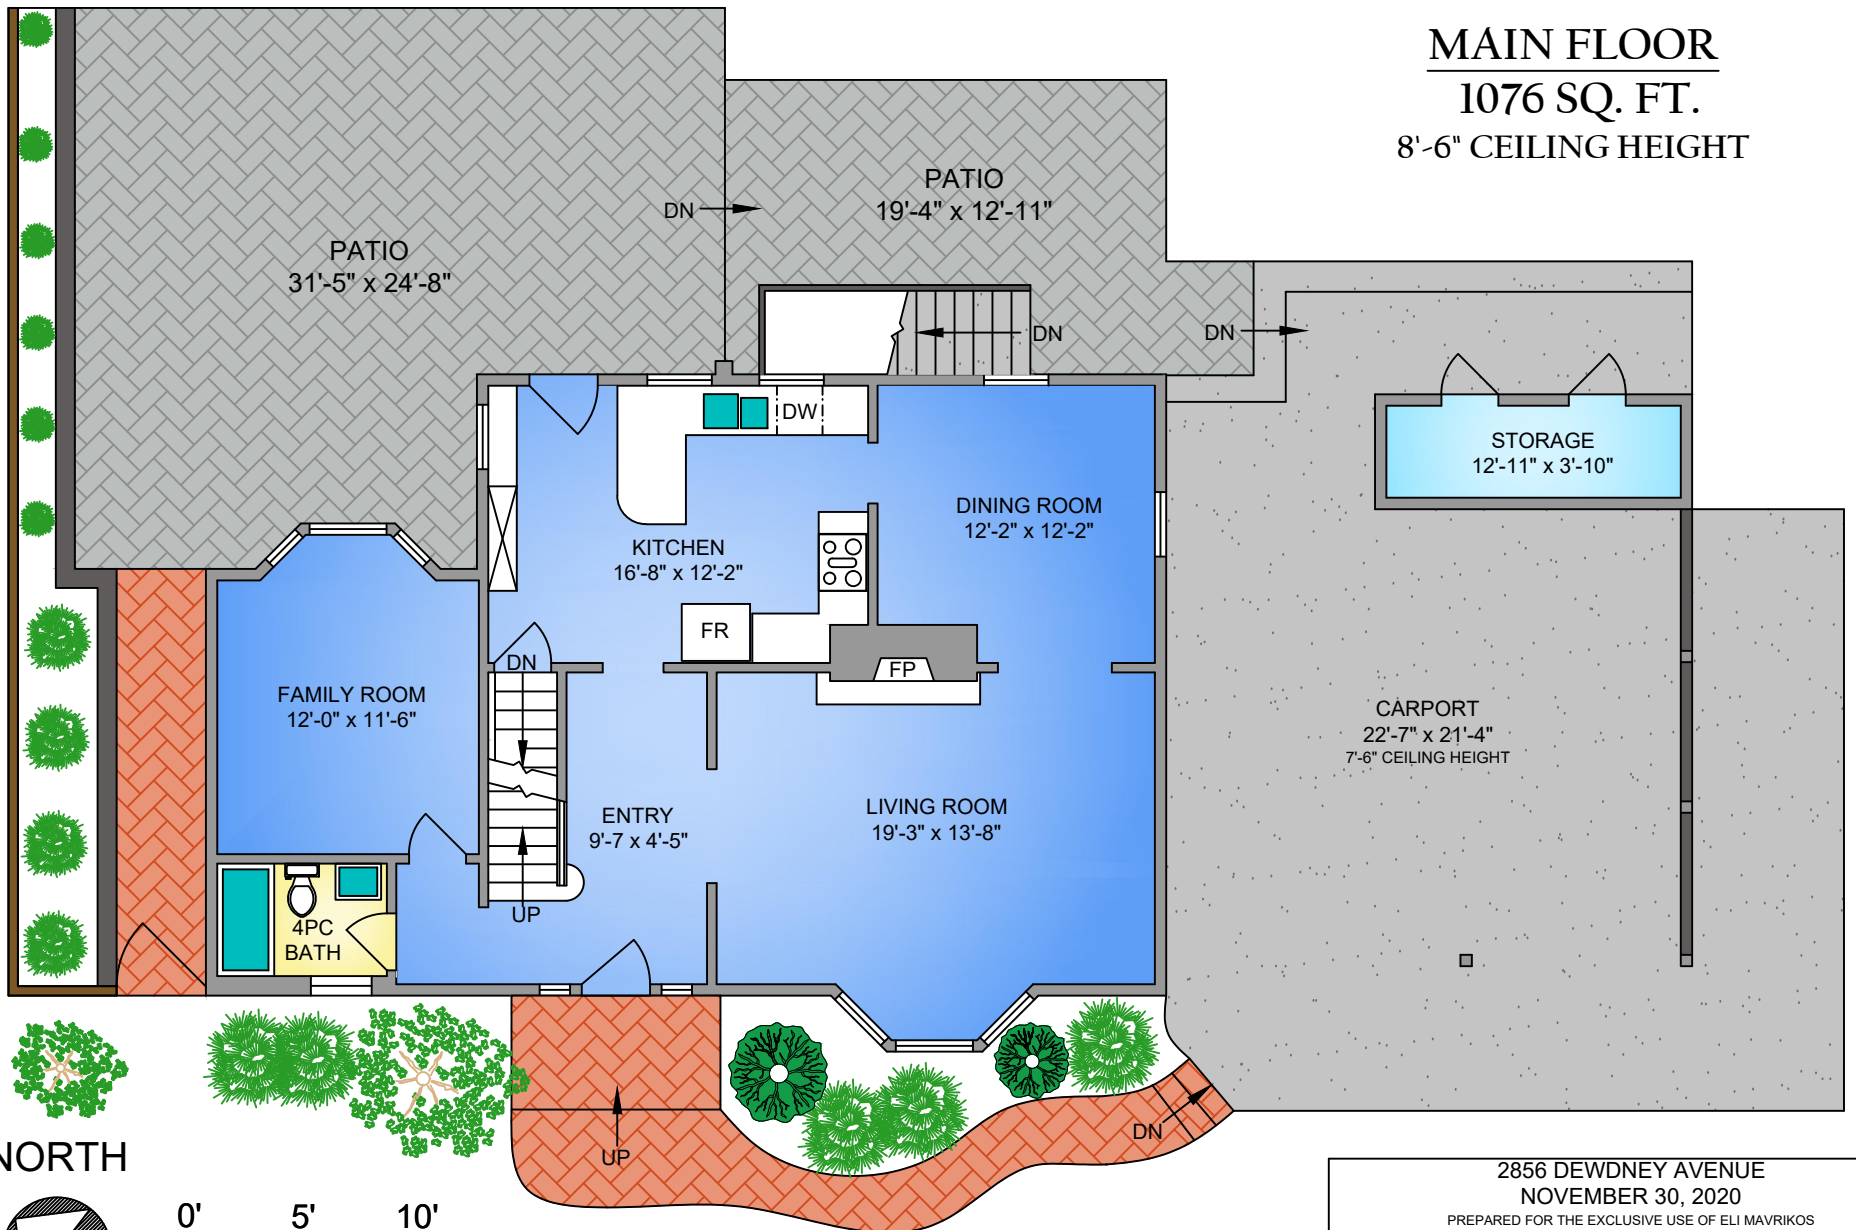 MAIN FLOOR
1076 SQ. FT.
8'-6" CEILING HEIGHT
PATIO
19'-4" x 12'-11"
DN
PATIO
31'-5" x 24'-8"
DN
DN
DW
STORAGE
12'-11" x 3'-10"
DINING ROOM
12'-2" x 12'-2"
KITCHEN
16'-8" x 12'-2"
FR
DN
FP
FAMILY ROOM
12'-0" x 11'-6"
CARPORT
22'-7" x 21'-4"
7'-6" CEILING HEIGHT
ENTRY
9'-7 x 4'-5"
LIVING ROOM
19'-3" x 13'-8"
UP
4PC
BATH
DN
UP
NORTH
0' 5' 10'
2856 DEWDNEY AVENUE
NOVEMBER 30, 2020
PREPARED FOR THE EXCLUSIVE USE OF ELI MAVRIKOS